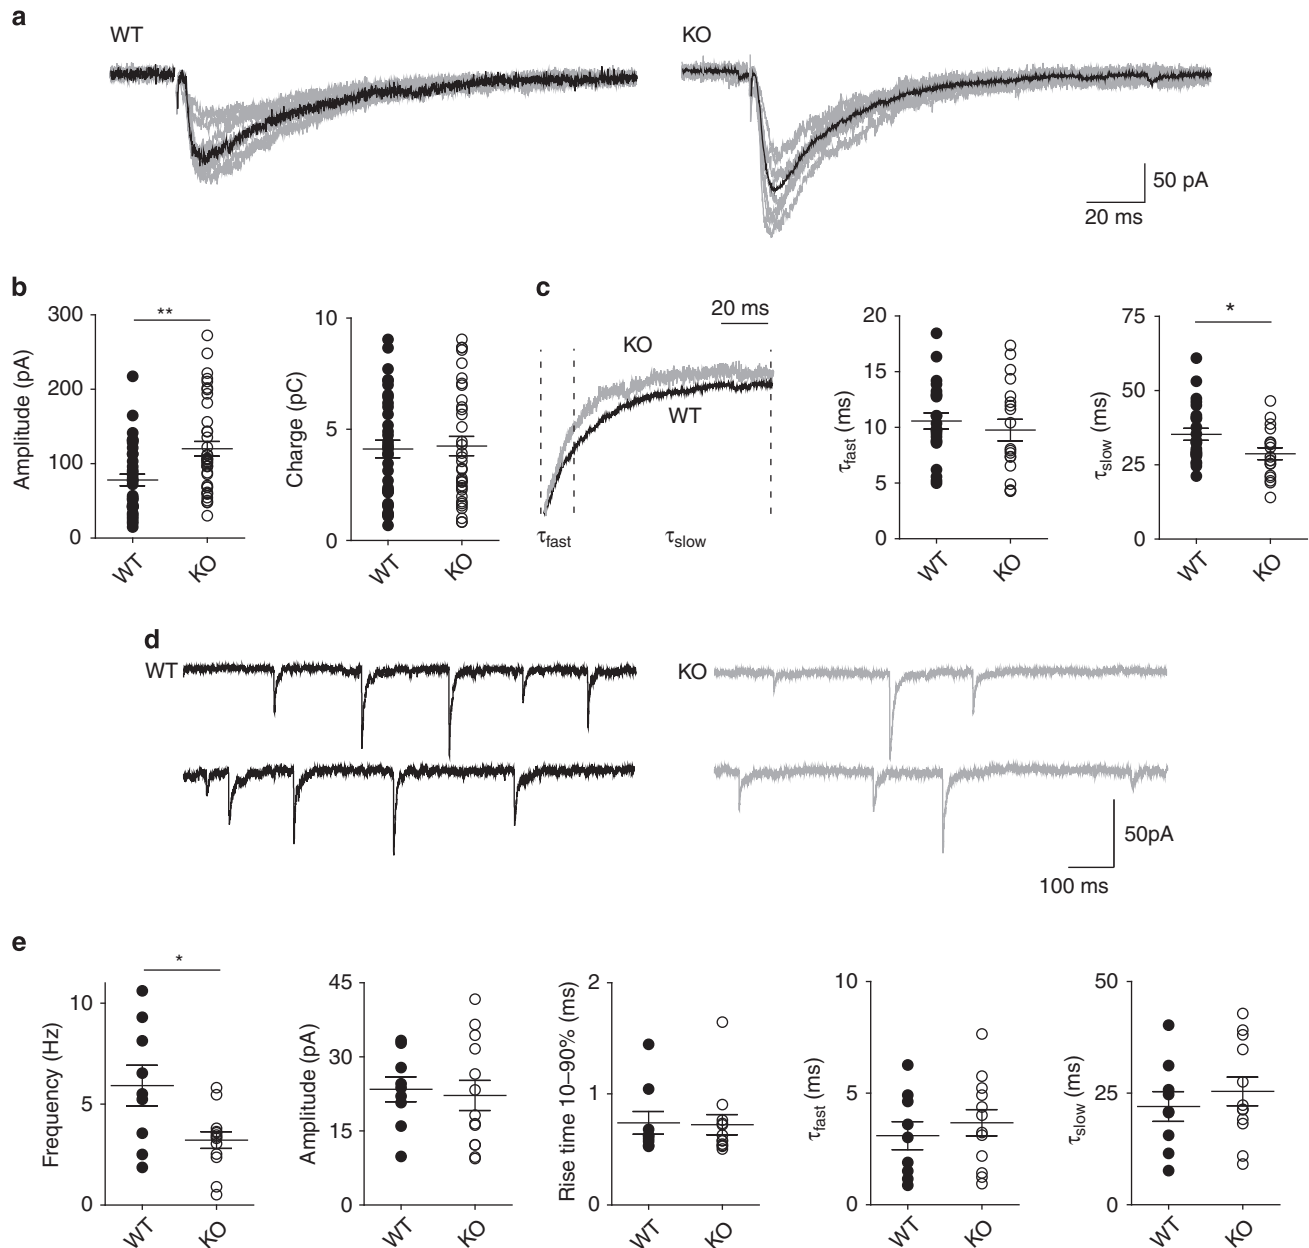 a
WT
KO
50 pA
20 ms
b
**
Amplitude (pA)
300
200
100
0
WT
KO
Charge (pC)
10
5
0
WT
KO
c
20 ms
KO
WT
τfast
τslow
τfast (ms)
20
15
10
5
0
WT
KO
*
τslow (ms)
75
50
25
0
WT
KO
d
WT
KO
50pA
100 ms
e
*
Frequency (Hz)
10
5
0
WT
KO
Amplitude (pA)
45
30
15
0
WT
KO
Rise time 10–90% (ms)
2
1
0
WT
KO
τfast (ms)
10
5
0
WT
KO
τslow (ms)
50
25
0
WT
KO